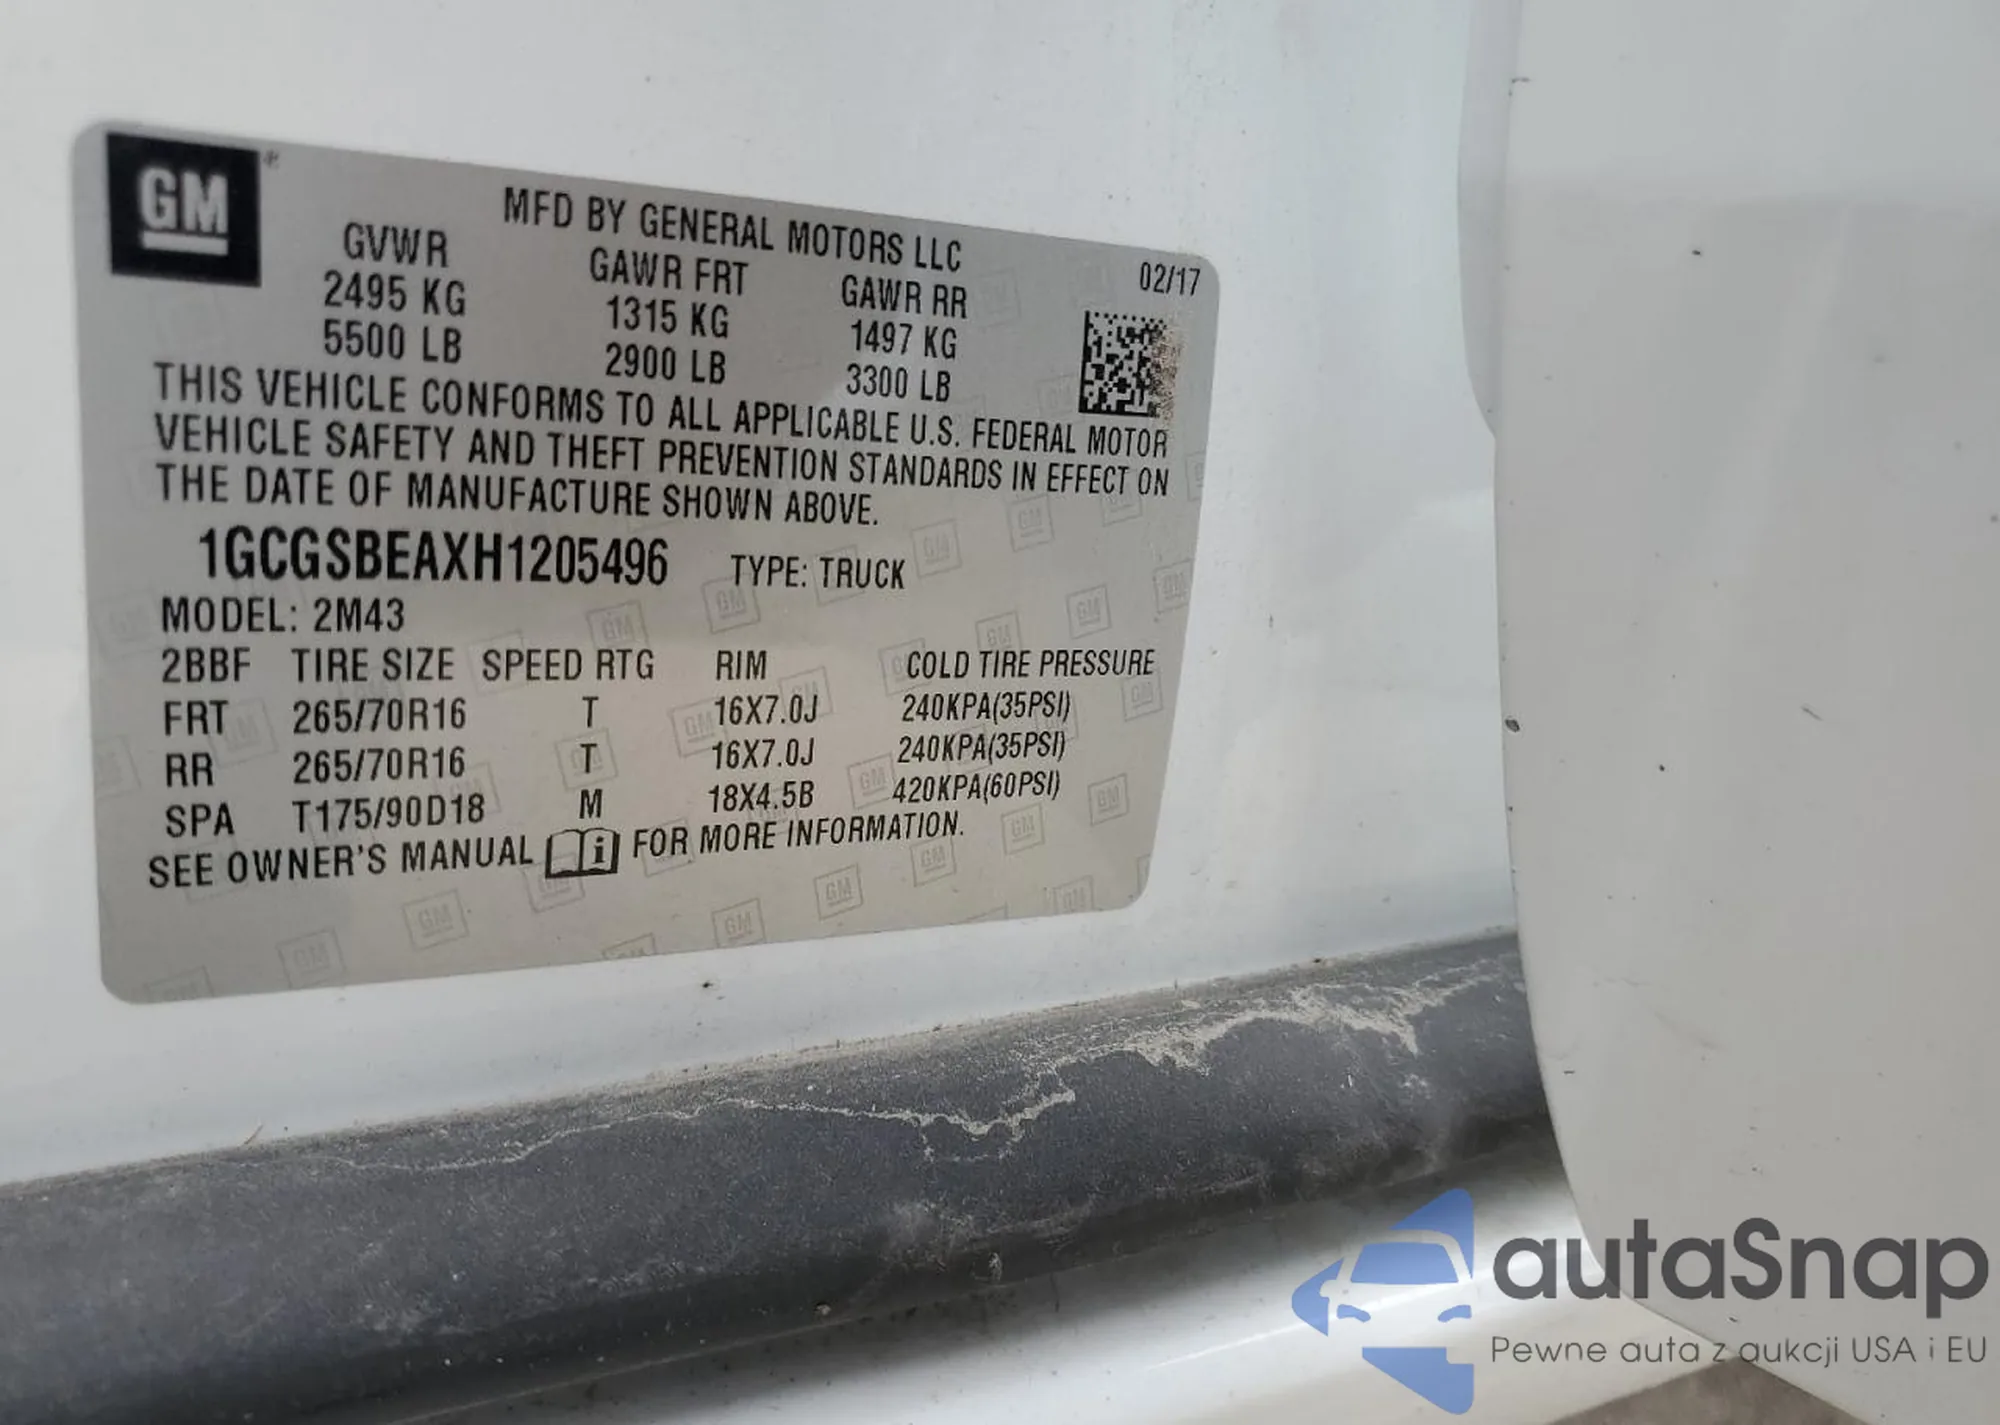 GM
MFD BY GENERAL MOTORS LLC
02/17
GVWR GAWR FRT GAWR RR
2495 KG 1315 KG 1497 KG
5500 LB 2900 LB 3300 LB
THIS VEHICLE CONFORMS TO ALL APPLICABLE U.S. FEDERAL MOTOR
VEHICLE SAFETY AND THEFT PREVENTION STANDARDS IN EFFECT ON
THE DATE OF MANUFACTURE SHOWN ABOVE.
1GCGSBEAXH1205496 TYPE: TRUCK
MODEL: 2M43
2BBF TIRE SIZE SPEED RTG RIM COLD TIRE PRESSURE
FRT 265/70R16 T 16X7.0J 240KPA(35PSI)
RR 265/70R16 T 16X7.0J 240KPA(35PSI)
SPA T175/90D18 M 18X4.5B 420KPA(60PSI)
SEE OWNER'S MANUAL i FOR MORE INFORMATION.
autaSnap
Pewne auta z aukcji USA i EU